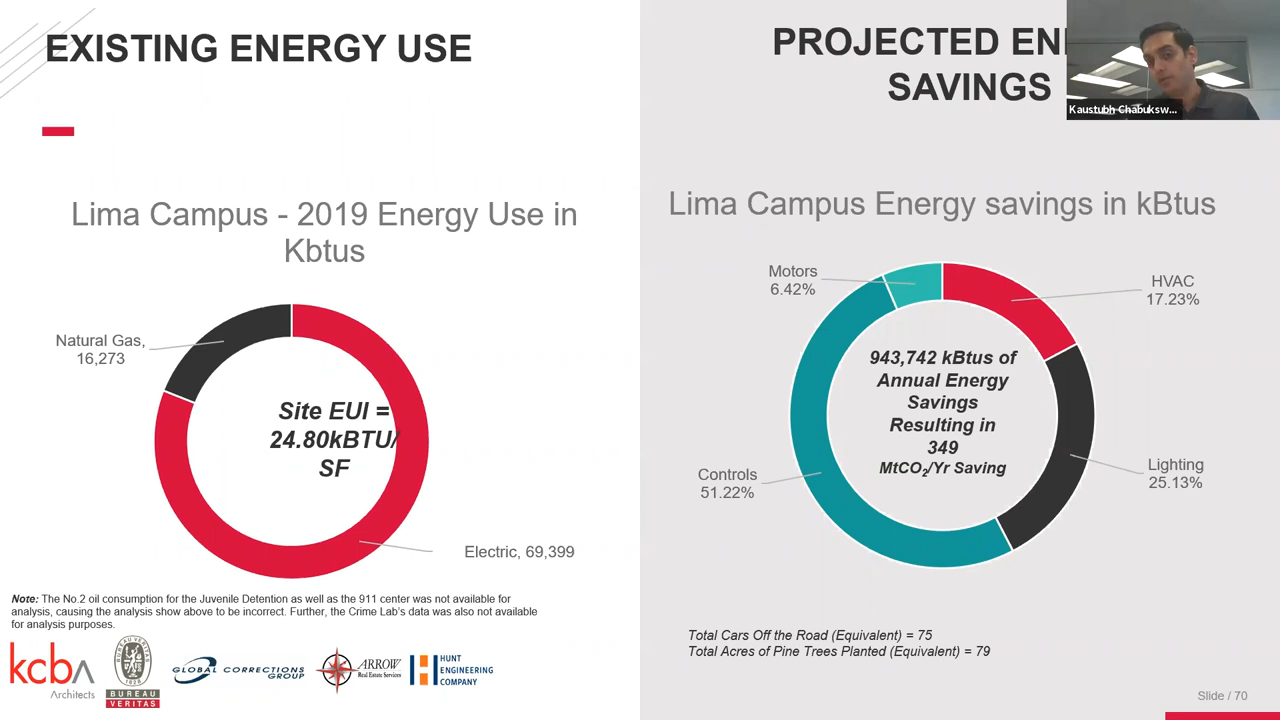 EXISTING ENERGY USE
Lima Campus - 2019 Energy Use in
Kbtus
Natural Gas,
16,273
Site EUI =
24.80kBTU/
SF
Electric, 69,399
Note: The No.2 oil consumption for the Juvenile Detention as well as the 911 center was not available for
analysis, causing the analysis show above to be incorrect. Further, the Crime Lab's data was also not available
for analysis purposes.
kcba
Architects
1828
BUREAU
VERITAS
GLOBAL CORRECTIONS
GROUP
ARROW
Real Estate Services
HUNT
ENGINEERING
COMPANY
PROJECTED EN
SAVINGS
Kaustubh Chabuksw...
Lima Campus Energy savings in kBtus
Motors
6.42%
HVAC
17.23%
943,742 kBtus of
Annual Energy
Savings
Resulting in
349
MtCO2/Yr Saving
Controls
51.22%
Lighting
25.13%
Total Cars Off the Road (Equivalent) = 75
Total Acres of Pine Trees Planted (Equivalent) = 79
Slide / 70